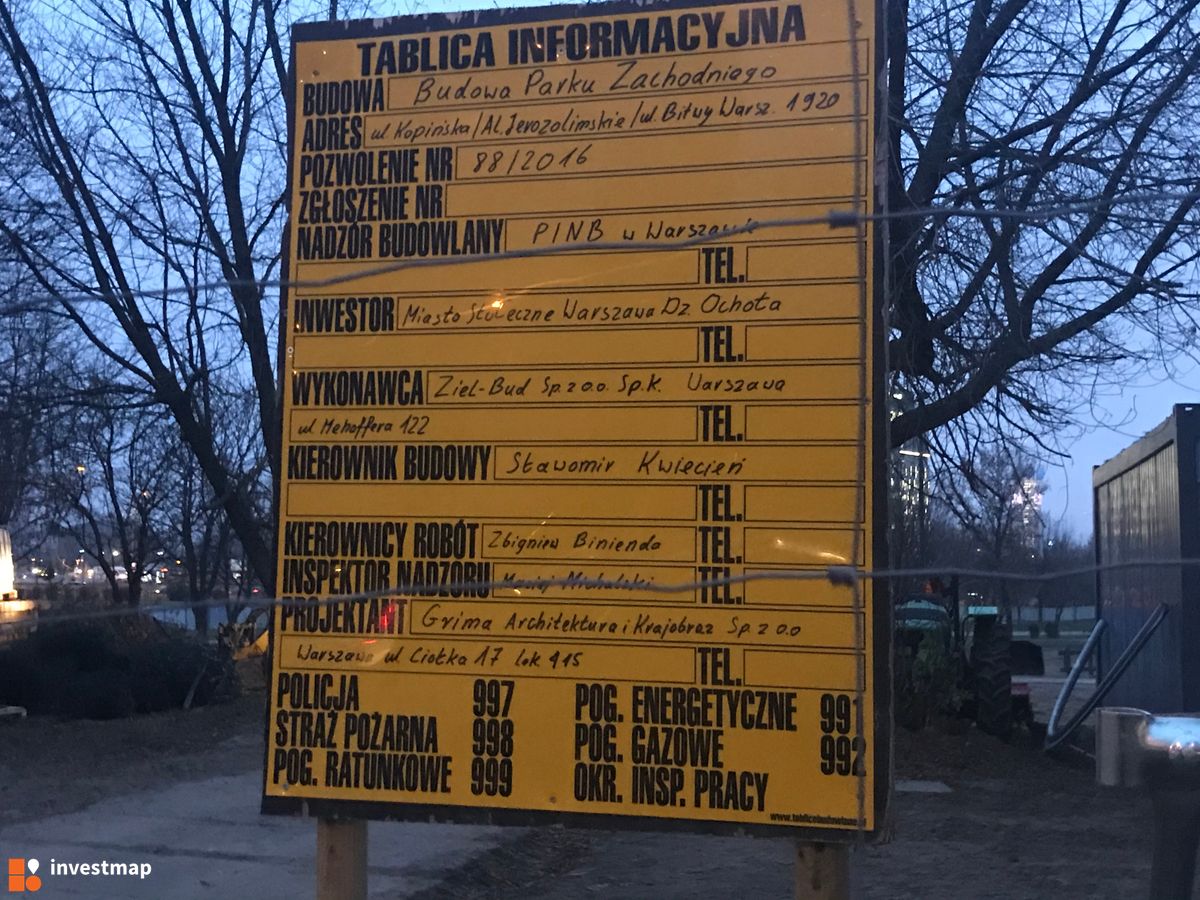 TABLICA INFORMACYJNA
BUDOWA Budowa Parku Zachodniego
ADRES ul Kopińska/Al. Jerozolimskie/ul. Bitwy Warsz. 1920
POZWOLENIE NR 88/2016
ZGŁOSZENIE NR
NADZÓR BUDOWLANY PINB w Warszawie
TEL.
INWESTOR Miasto Stołeczne Warszawa Dz. Ochota
TEL.
WYKONAWCA Ziel-Bud Sp. z o.o. Sp.k. Warszawa
ul Mehoffera 122 TEL.
KIEROWNIK BUDOWY Sławomir Kwiecień
TEL.
KIEROWNICY ROBÓT Zbigniew Binienda TEL.
INSPEKTOR NADZORU Maciej Michalski TEL.
PROJEKTANT Grima Architektura i Krajobraz Sp. z o.o
Warszawa ul Ciołka 17 lok 415 TEL.
POLICJA 997 POG. ENERGETYCZNE 991
STRAŻ POŻARNA 998 POG. GAZOWE 992
POG. RATUNKOWE 999 OKR. INSP. PRACY
investmap